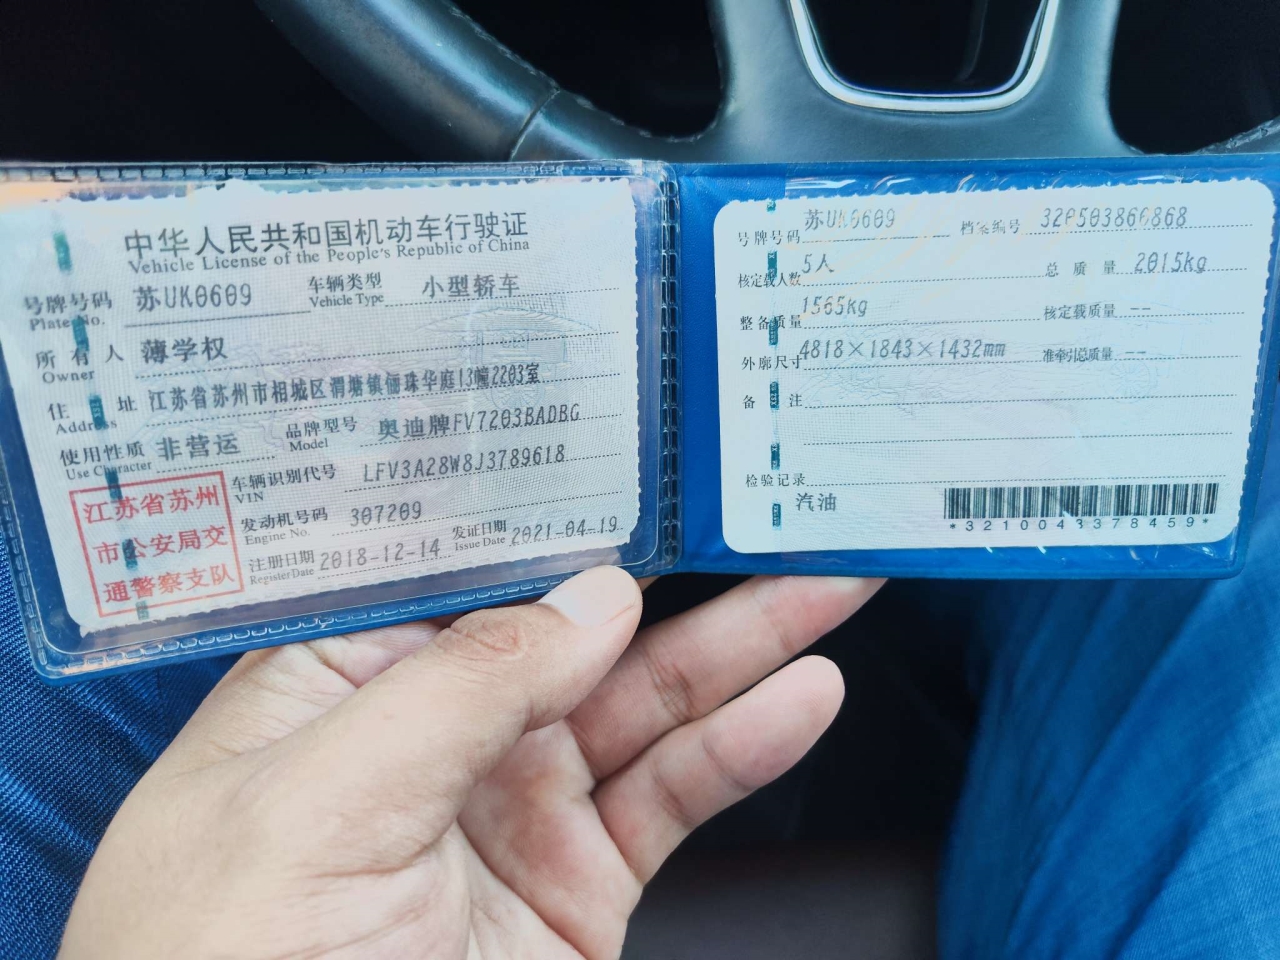 中华人民共和国机动车行驶证
Vehicle License of the People's Republic of China
号牌号码 苏UK0609 车辆类型 小型轿车
Plate No. Vehicle Type
所有人 薄学权
Owner
住址 江苏省苏州市相城区渭塘镇俪珠华庭13幢2203室
Address
使用性质 非营运 品牌型号 奥迪牌FV7203BADBG
Use Character Model
江苏省苏州
市公安局交
通警察支队
车辆识别代号 LFV3A28W8J3789618
VIN
发动机号码 307209
Engine No.
注册日期 2018-12-14 发证日期 2021-04-19
Register Date Issue Date
号牌号码 苏UK0609 档案编号 320503866868
核定载人数 5人 总质量 2015kg
整备质量 1565kg 核定载质量 --
外廓尺寸 4818×1843×1432mm 准牵引总质量 --
备注
检验记录
汽油
*3210043378459*